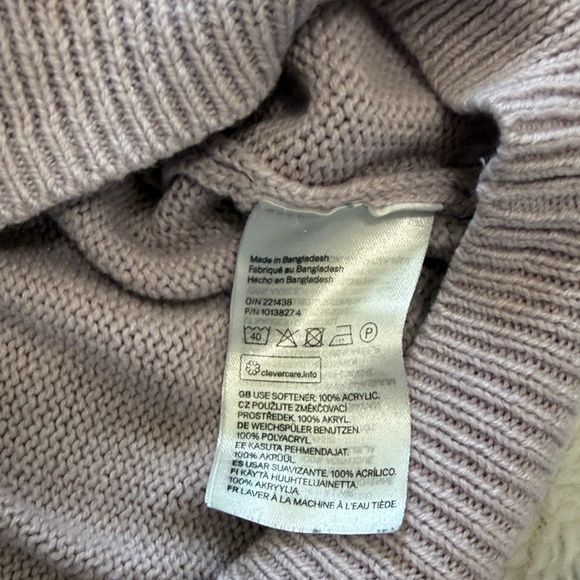 Made in Bangladesh
Fabriqué au Bangladesh
Hecho en Bangladesh
O/N 221438
P/N 1013827 4
40 P
clevercare.info
GB USE SOFTENER. 100% ACRYLIC.
CZ POUŽIJTE ZMĚKČOVACÍ
PROSTŘEDEK. 100% AKRYL.
DE WEICHSPÜLER BENUTZEN.
100% POLYACRYL.
EE KASUTA PEHMENDAJAT.
100% AKRÜÜL.
ES USAR SUAVIZANTE. 100% ACRÍLICO.
FI KÄYTÄ HUUHTELUAINETTA.
100% AKRYYLIA.
FR LAVER À LA MACHINE À L'EAU TIÈDE.